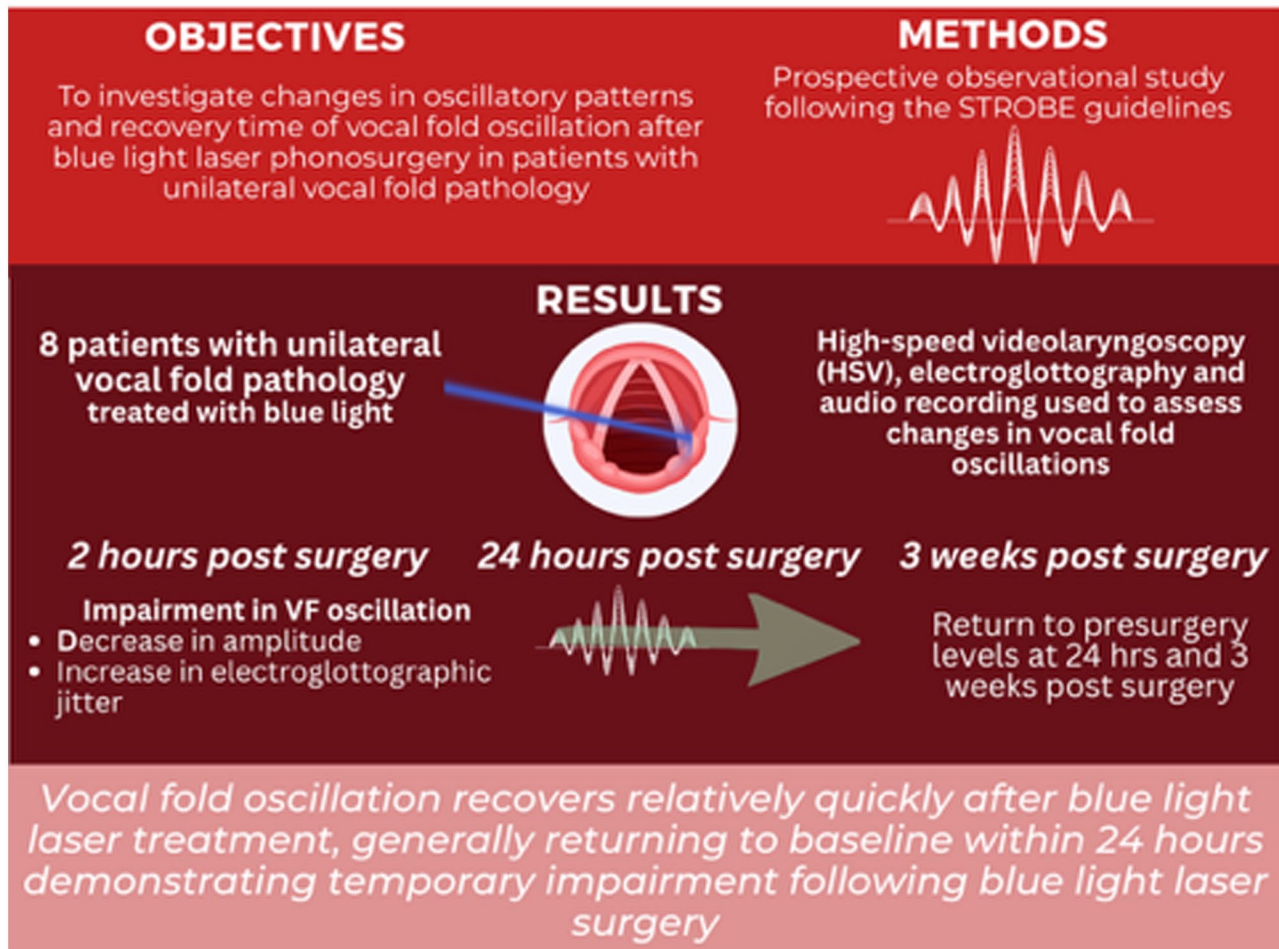 OBJECTIVES
To investigate changes in oscillatory patterns
and recovery time of vocal fold oscillation after
blue light laser phonosurgery in patients with
unilateral vocal fold pathology
METHODS
Prospective observational study
following the STROBE guidelines
RESULTS
8 patients with unilateral
vocal fold pathology
treated with blue light
High-speed videolaryngoscopy
(HSV), electroglottography and
audio recording used to assess
changes in vocal fold
oscillations
2 hours post surgery
Impairment in VF oscillation
• Decrease in amplitude
• Increase in electroglottographic
jitter
24 hours post surgery
3 weeks post surgery
Return to presurgery
levels at 24 hrs and 3
weeks post surgery
Vocal fold oscillation recovers relatively quickly after blue light
laser treatment, generally returning to baseline within 24 hours
demonstrating temporary impairment following blue light laser
surgery